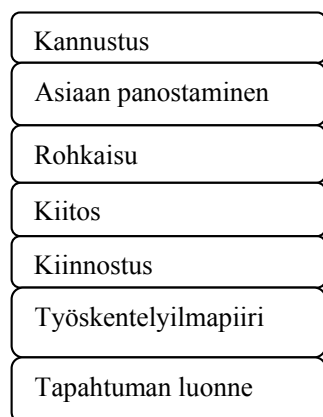 Kannustus
Asiaan panostaminen
Rohkaisu
Kiitos
Kiinnostus
Työskentelyilmapiiri
Tapahtuman luonne